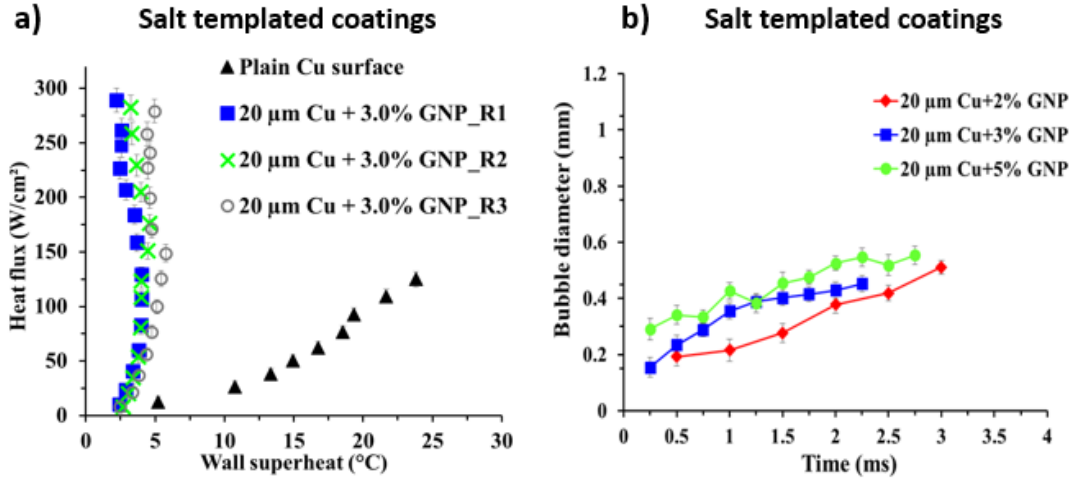 a) Salt templated coatings
▲ Plain Cu surface
20 µm Cu + 3.0% GNP_R1
20 µm Cu + 3.0% GNP_R2
20 µm Cu + 3.0% GNP_R3
Heat flux (W/cm²)
300
250
200
150
100
50
0
0 5 10 15 20 25 30
Wall superheat (°C)
b) Salt templated coatings
20 µm Cu+2% GNP
20 µm Cu+3% GNP
20 µm Cu+5% GNP
Bubble diameter (mm)
1.2
1
0.8
0.6
0.4
0.2
0
0 0.5 1 1.5 2 2.5 3 3.5 4
Time (ms)